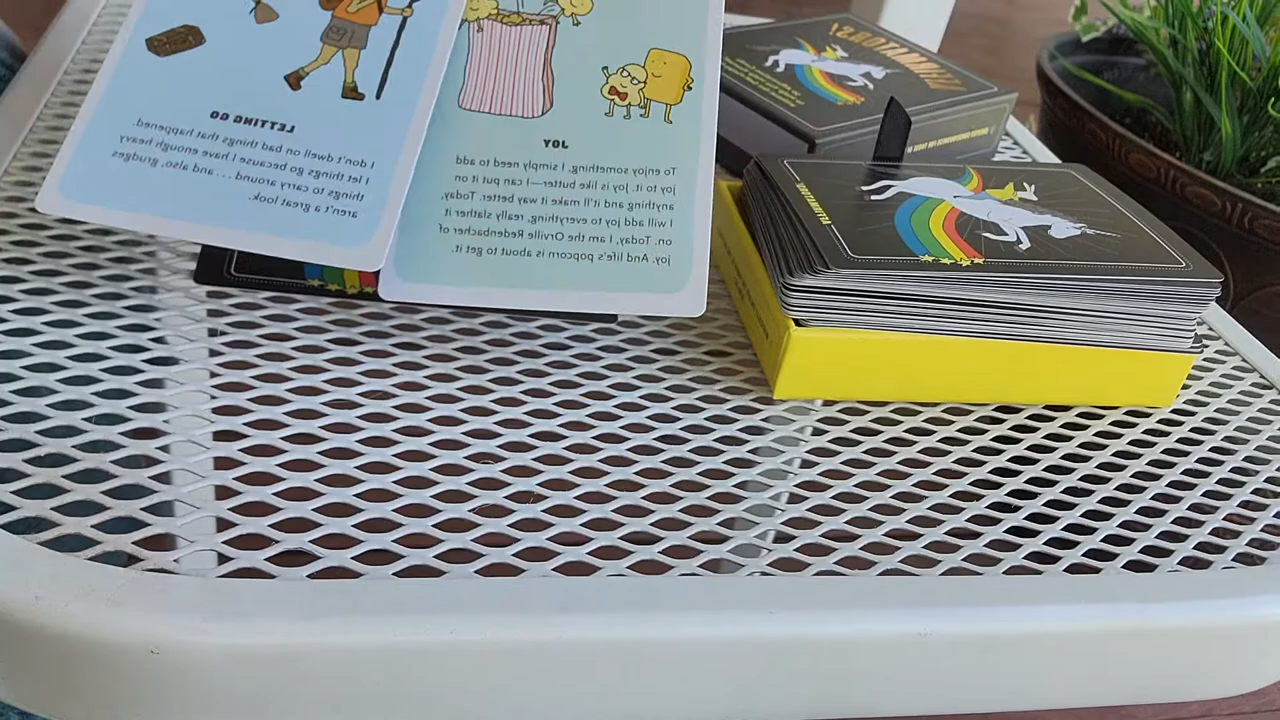 LETTING GO
I don't dwell on bad things that happened.
I let things go because I have enough heavy
things to carry around . . . and also, grudges
aren't a great look.
JOY
To enjoy something, I simply need to add
joy to it. Joy is like butter—I can put it on
anything and it'll make it way better. Today,
I will add joy to everything, really slather it
on. Today, I am the Orville Redenbacher of
joy. And life's popcorn is about to get it.
AFFIRMATORS!
AFFIRMATORS!